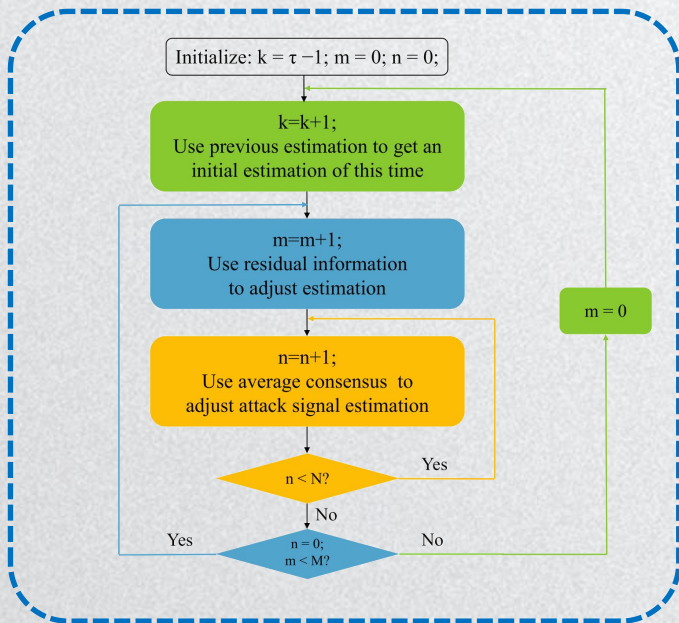 Initialize: k = τ −1; m = 0; n = 0;
k=k+1;
Use previous estimation to get an
initial estimation of this time
m=m+1;
Use residual information
to adjust estimation
m = 0
n=n+1;
Use average consensus to
adjust attack signal estimation
Yes
n < N?
No
Yes
n = 0;
m < M?
No